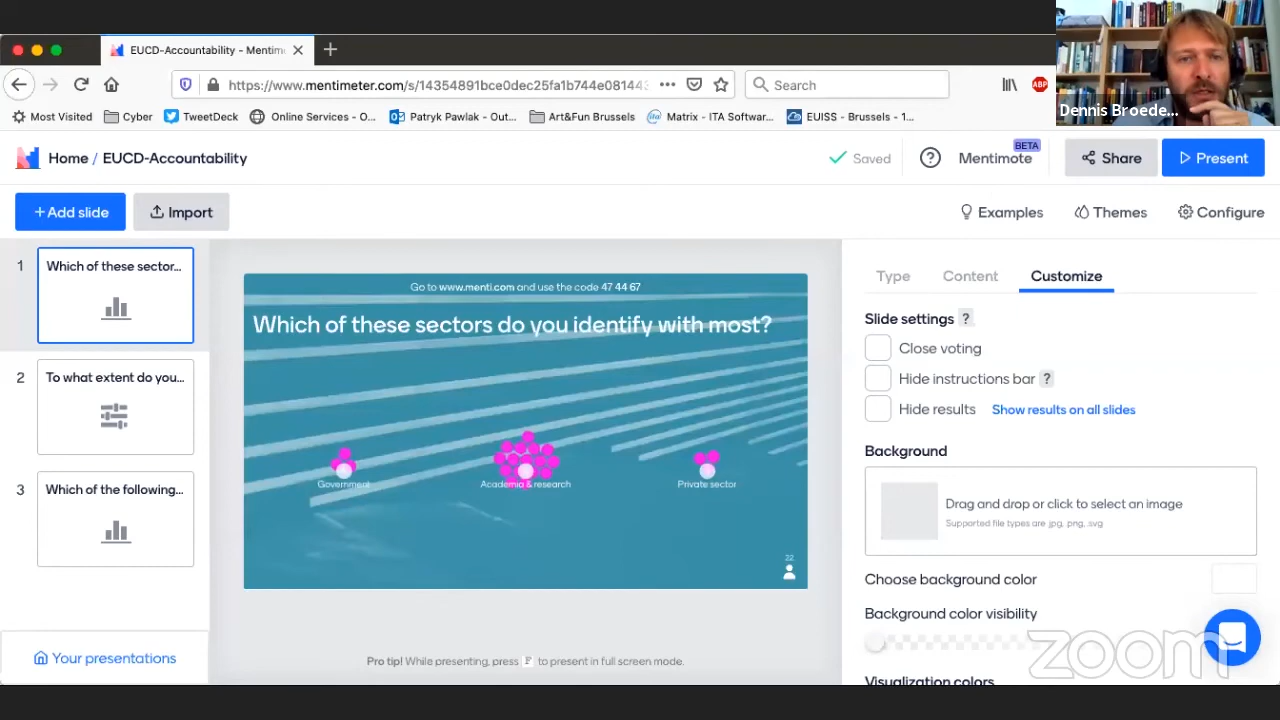 EUCD-Accountability - Mentim
https://www.mentimeter.com/s/14354891bce0dec25fa1b744e081443
Search
ABP
Dennis Broede...
Most Visited
Cyber
TweetDeck
Online Services - O...
Patryk Pawlak - Out...
Art&Fun Brussels
Matrix - ITA Softwar...
EUISS - Brussels - 1...
Home / EUCD-Accountability
Saved
?
Mentimote
BETA
Share
Present
+Add slide
Import
Examples
Themes
Configure
1
Which of these sector...
2
To what extent do you...
3
Which of the following...
Your presentations
Go to www.menti.com and use the code 47 44 67
Which of these sectors do you identify with most?
Government
Academia & research
Private sector
22
Pro tip! While presenting, press F to present in full screen mode.
Type
Content
Customize
Slide settings ?
Close voting
Hide instructions bar ?
Hide results
Show results on all slides
Background
Drag and drop or click to select an image
Supported file types are .jpg, .png, .svg
Choose background color
Background color visibility
Visualization colors
zoom